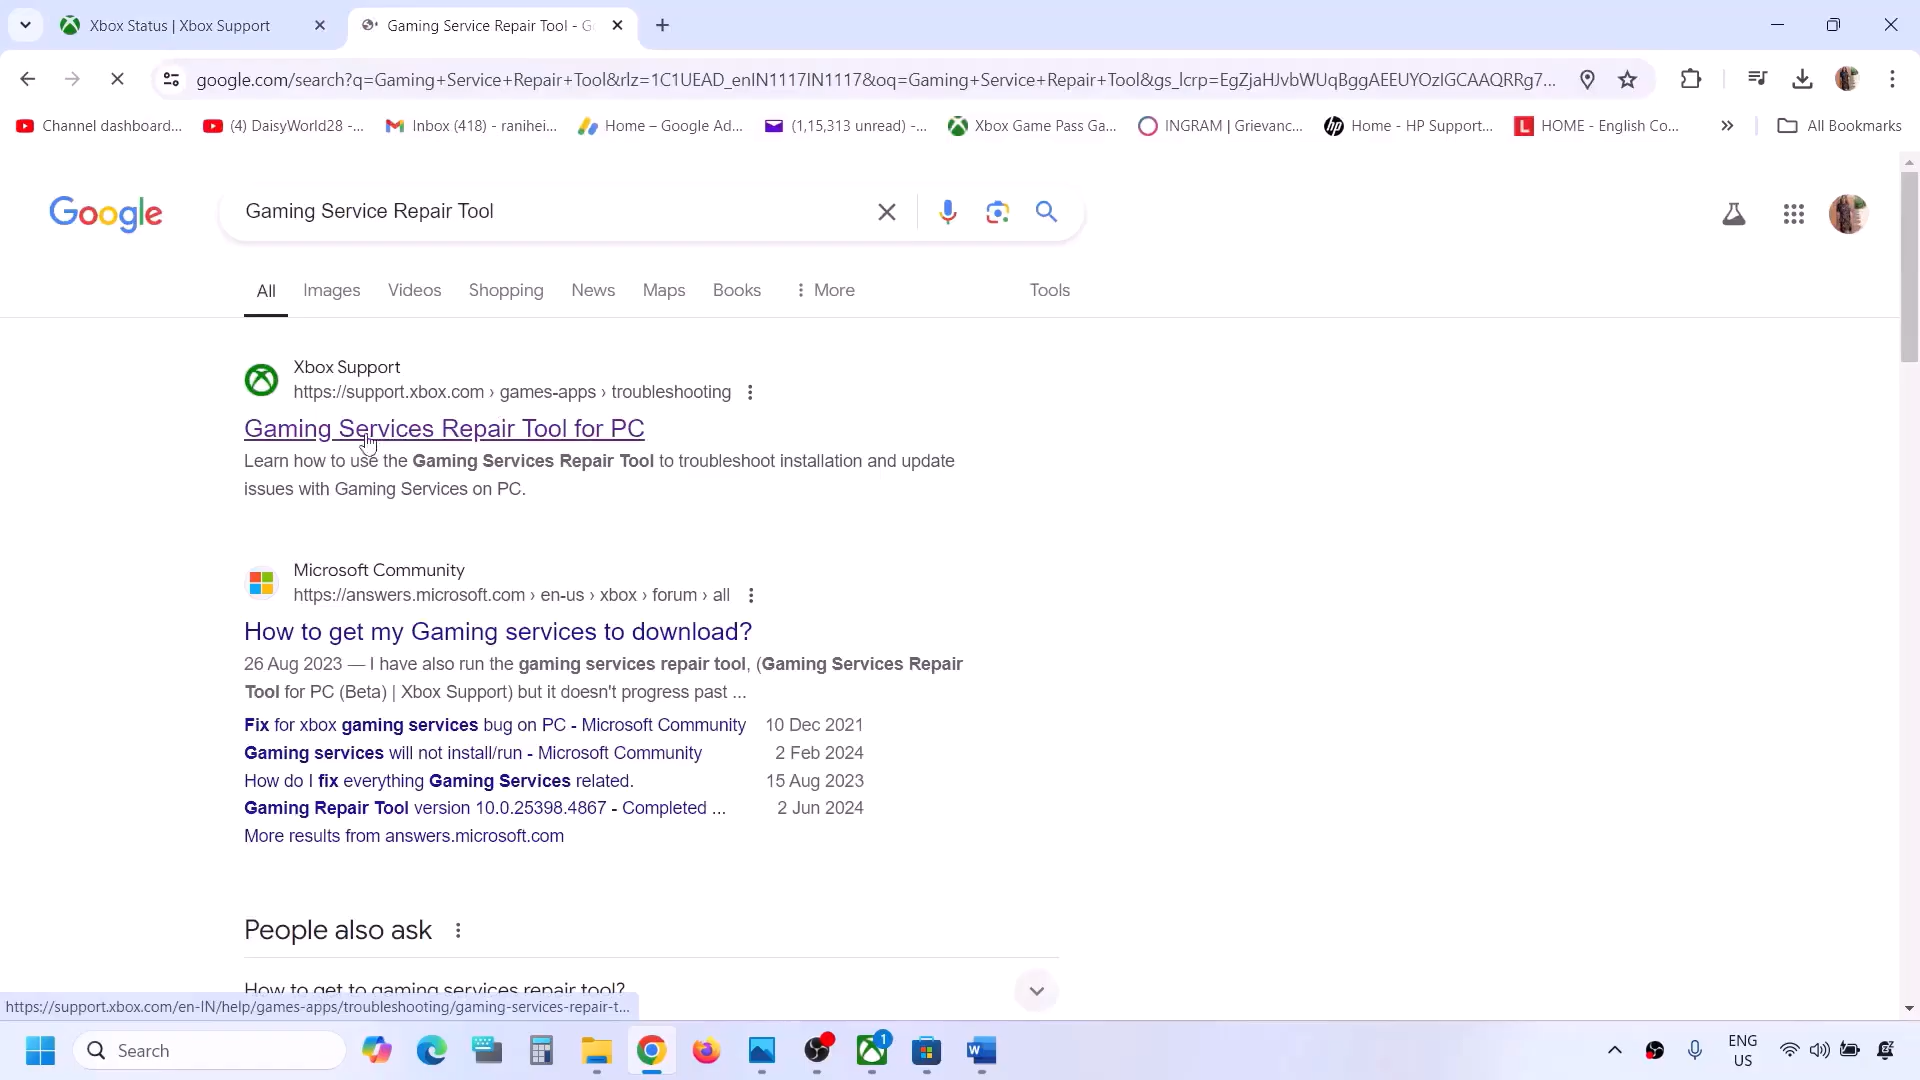 Xbox Status | Xbox Support
Gaming Service Repair Tool - G
google.com/search?q=Gaming+Service+Repair+Tool&rlz=1C1UEAD_enIN1117IN1117&oq=Gaming+Service+Repair+Tool&gs_lcrp=EgZjaHJvbWUqBggAEEUYOzIGCAAQRRg7...
Channel dashboard...
(4) DaisyWorld28 -...
Inbox (418) - ranihei...
Home – Google Ad...
(1,15,313 unread) -...
Xbox Game Pass Ga...
INGRAM | Grievanc...
Home - HP Support...
HOME - English Co...
All Bookmarks
Google
Gaming Service Repair Tool
All
Images
Videos
Shopping
News
Maps
Books
More
Tools
Xbox Support
https://support.xbox.com › games-apps › troubleshooting
Gaming Services Repair Tool for PC
Learn how to use the Gaming Services Repair Tool to troubleshoot installation and update
issues with Gaming Services on PC.
Microsoft Community
https://answers.microsoft.com › en-us › xbox › forum › all
How to get my Gaming services to download?
26 Aug 2023 — I have also run the gaming services repair tool, (Gaming Services Repair
Tool for PC (Beta) | Xbox Support) but it doesn't progress past ...
Fix for xbox gaming services bug on PC - Microsoft Community 10 Dec 2021
Gaming services will not install/run - Microsoft Community 2 Feb 2024
How do I fix everything Gaming Services related. 15 Aug 2023
Gaming Repair Tool version 10.0.25398.4867 - Completed ... 2 Jun 2024
More results from answers.microsoft.com
People also ask
How to get to gaming services repair tool?
https://support.xbox.com/en-IN/help/games-apps/troubleshooting/gaming-services-repair-t...
Search
1
ENG
US